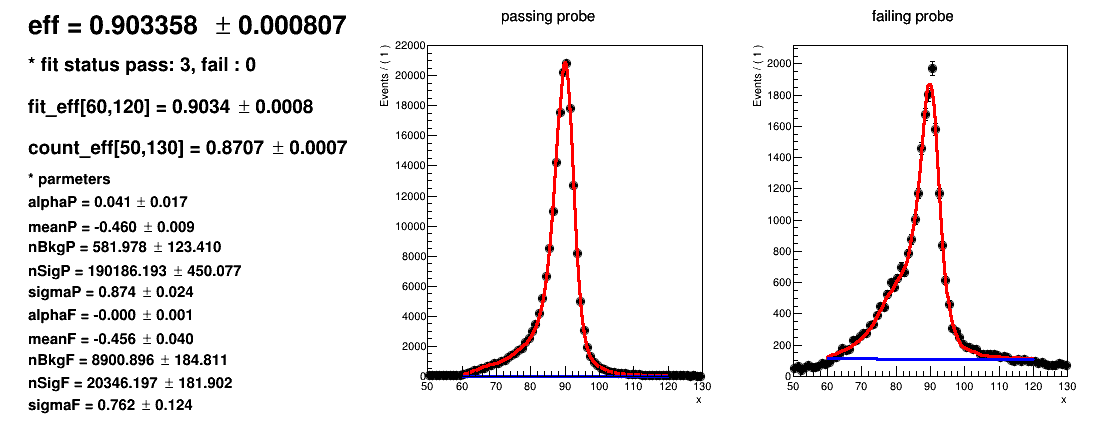 eff = 0.903358 ± 0.000807
* fit status pass: 3, fail : 0
fit_eff[60,120] = 0.9034 ± 0.0008
count_eff[50,130] = 0.8707 ± 0.0007
* parmeters
alphaP = 0.041 ± 0.017
meanP = -0.460 ± 0.009
nBkgP = 581.978 ± 123.410
nSigP = 190186.193 ± 450.077
sigmaP = 0.874 ± 0.024
alphaF = -0.000 ± 0.001
meanF = -0.456 ± 0.040
nBkgF = 8900.896 ± 184.811
nSigF = 20346.197 ± 181.902
sigmaF = 0.762 ± 0.124
passing probe
Events / ( 1 )
22000
20000
18000
16000
14000
12000
10000
8000
6000
4000
2000
0
50 60 70 80 90 100 110 120 130
x
failing probe
Events / ( 1 )
2000
1800
1600
1400
1200
1000
800
600
400
200
0
50 60 70 80 90 100 110 120 130
x